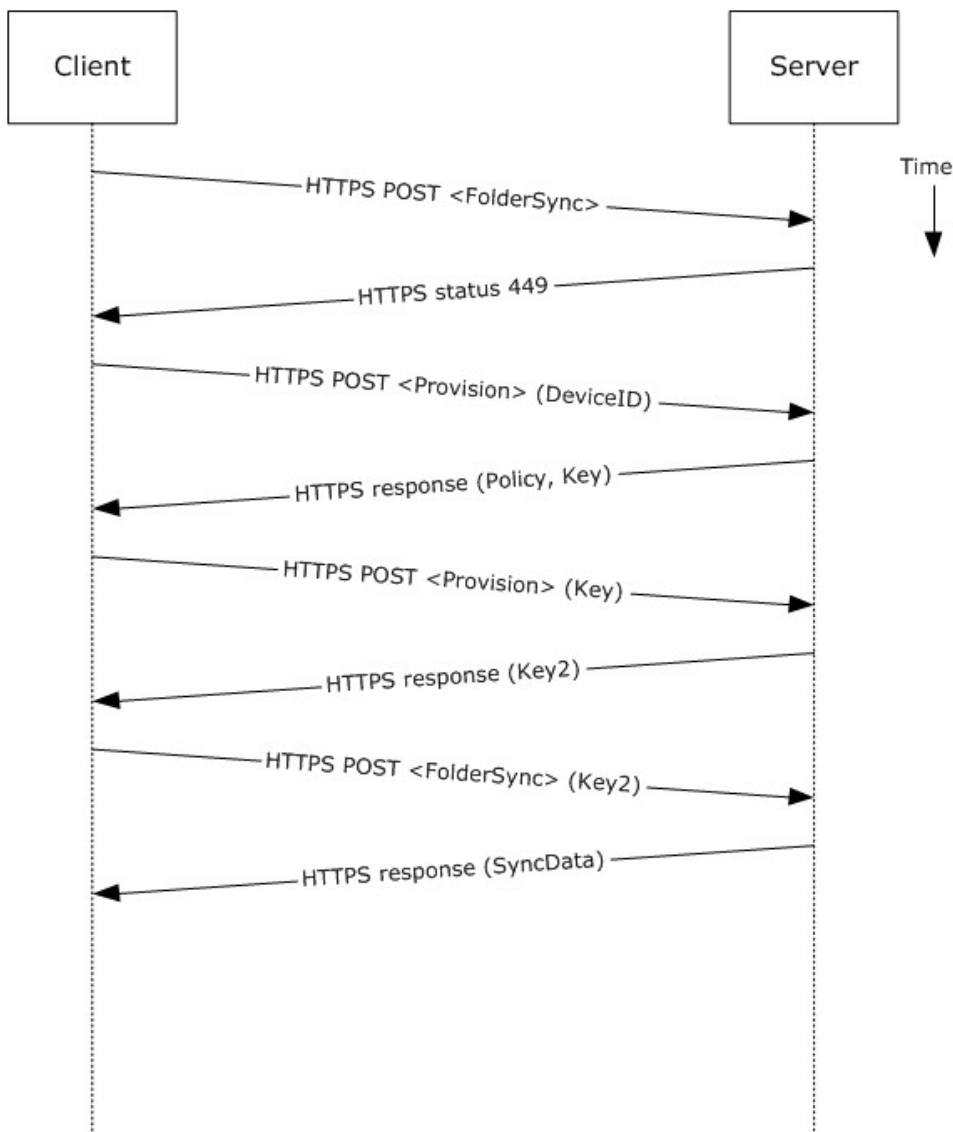 Client
Server
Time
HTTPS POST <FolderSync>
HTTPS status 449
HTTPS POST <Provision> (DeviceID)
HTTPS response (Policy, Key)
HTTPS POST <Provision> (Key)
HTTPS response (Key2)
HTTPS POST <FolderSync> (Key2)
HTTPS response (SyncData)